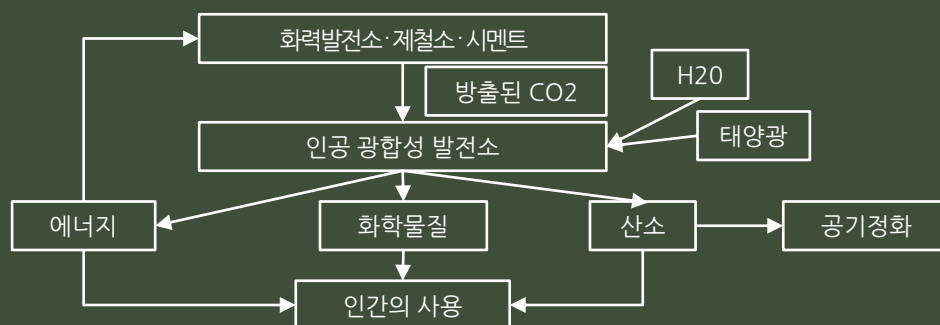 화력발전소·제철소·시멘트
방출된 CO2
H20
인공 광합성 발전소
태양광
에너지
화학물질
산소
공기정화
인간의 사용